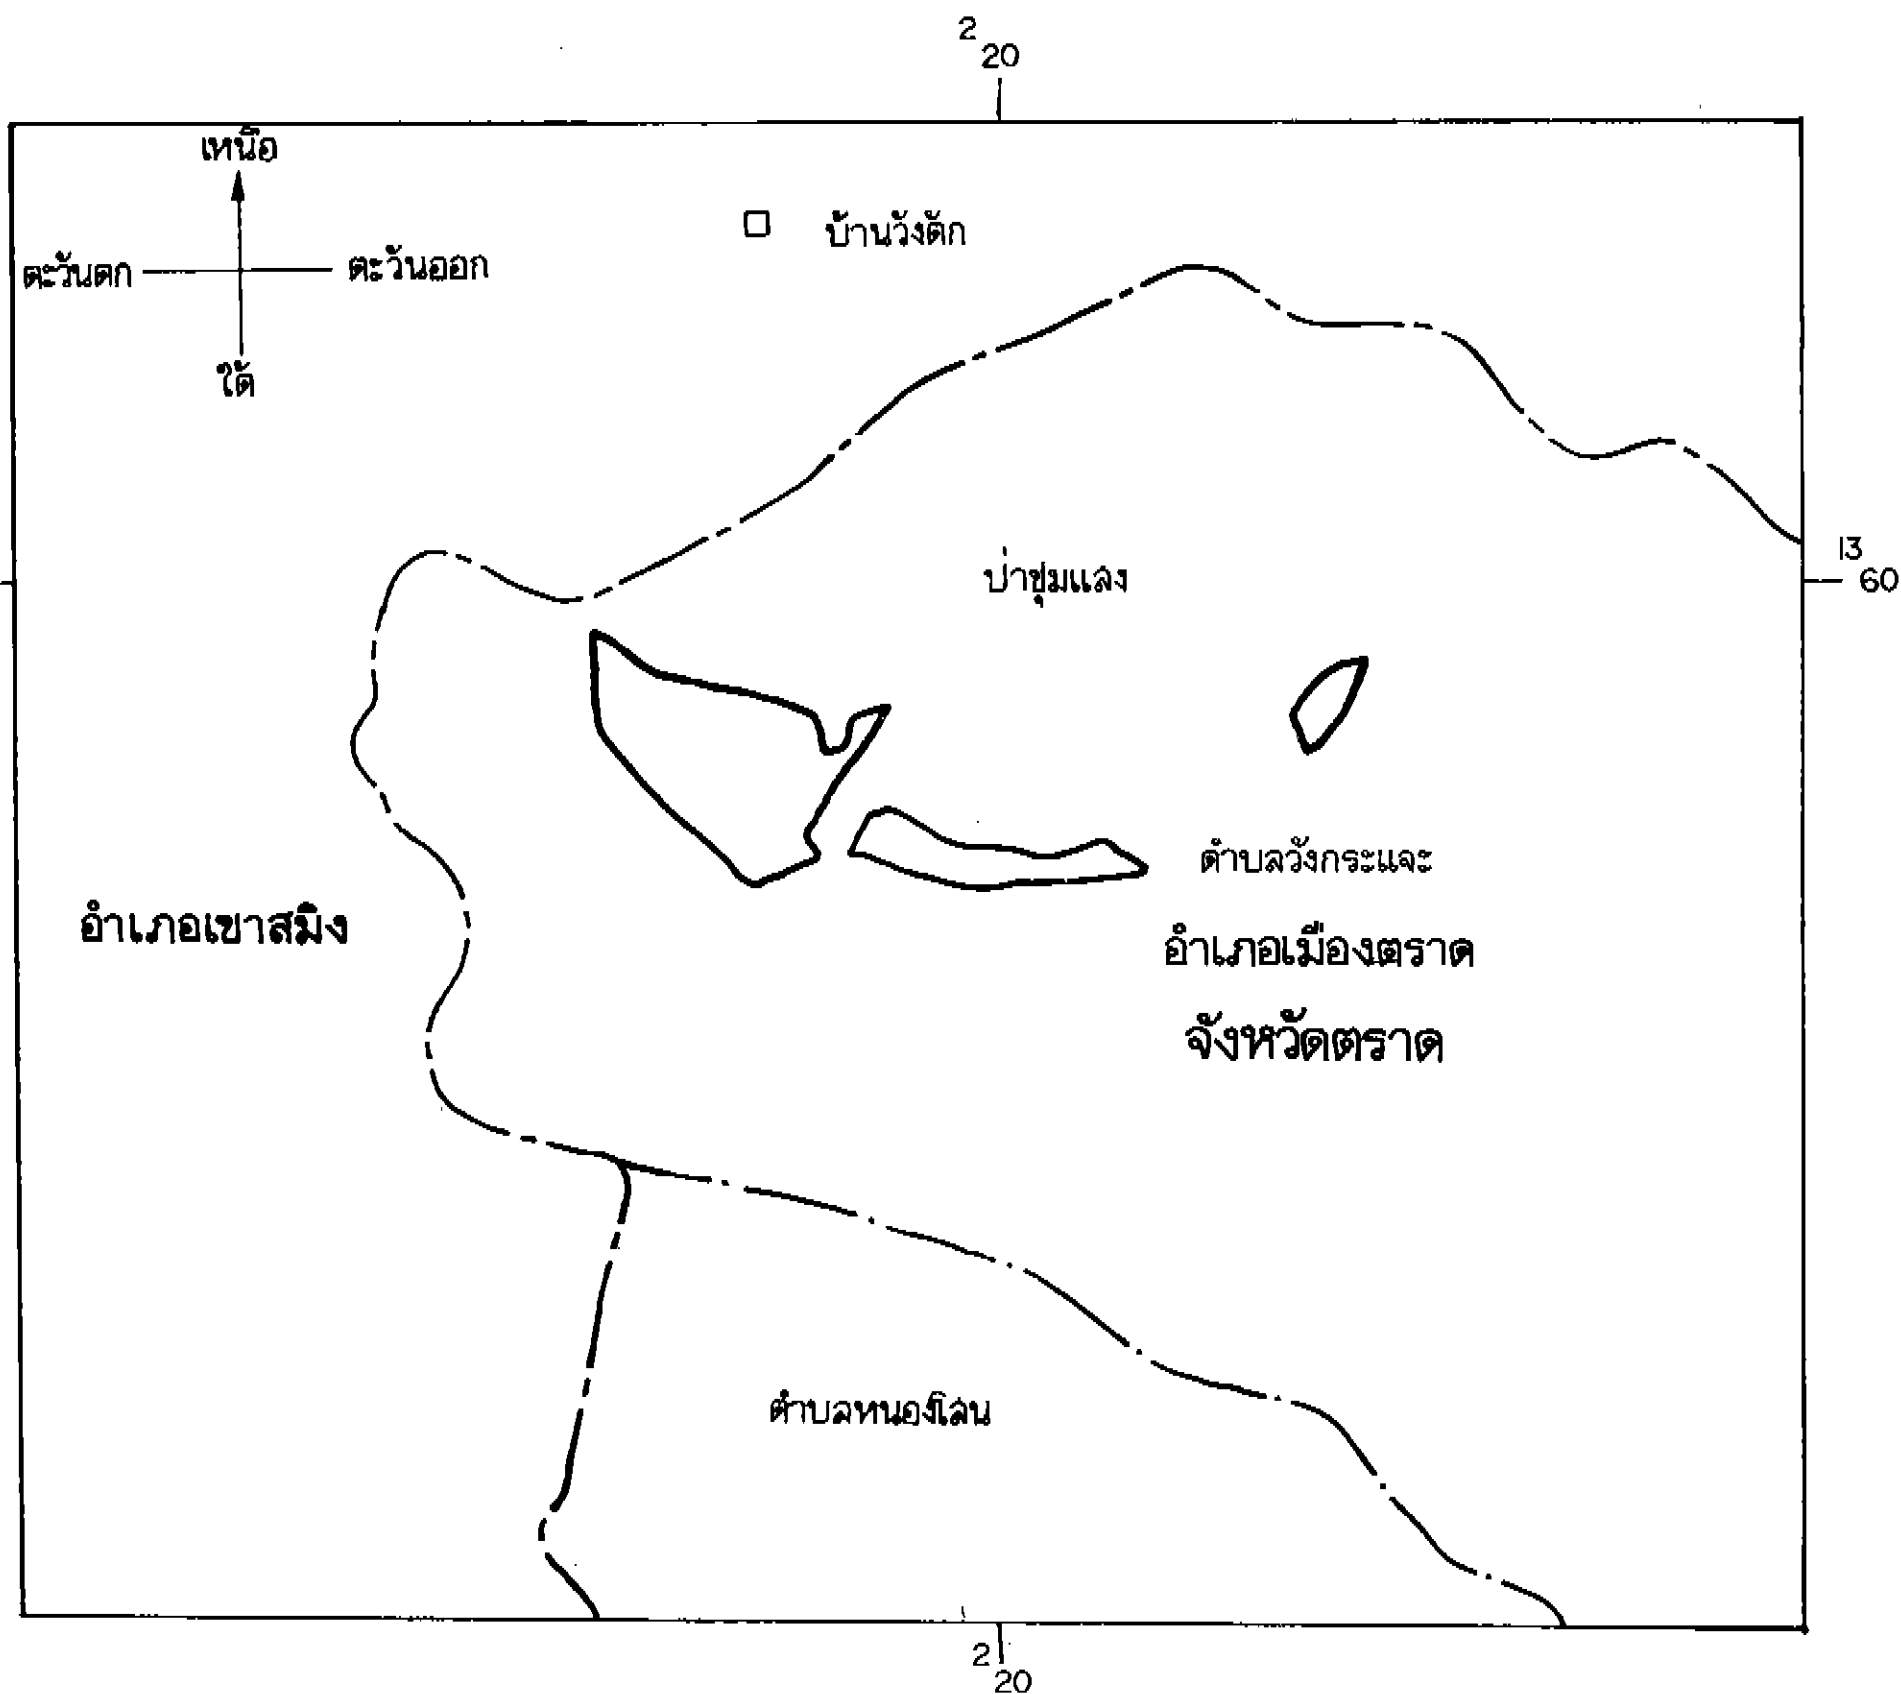 2
20
เหนือ
บ้านวังตัก
ตะวันตก
ตะวันออก
ใต้
13
60
ป่าชุมแลง
ตำบลวังกระแจะ
อำเภอเขาสมิง
อำเภอเมืองตราด
จังหวัดตราด
ตำบลหนองโสน
2
20